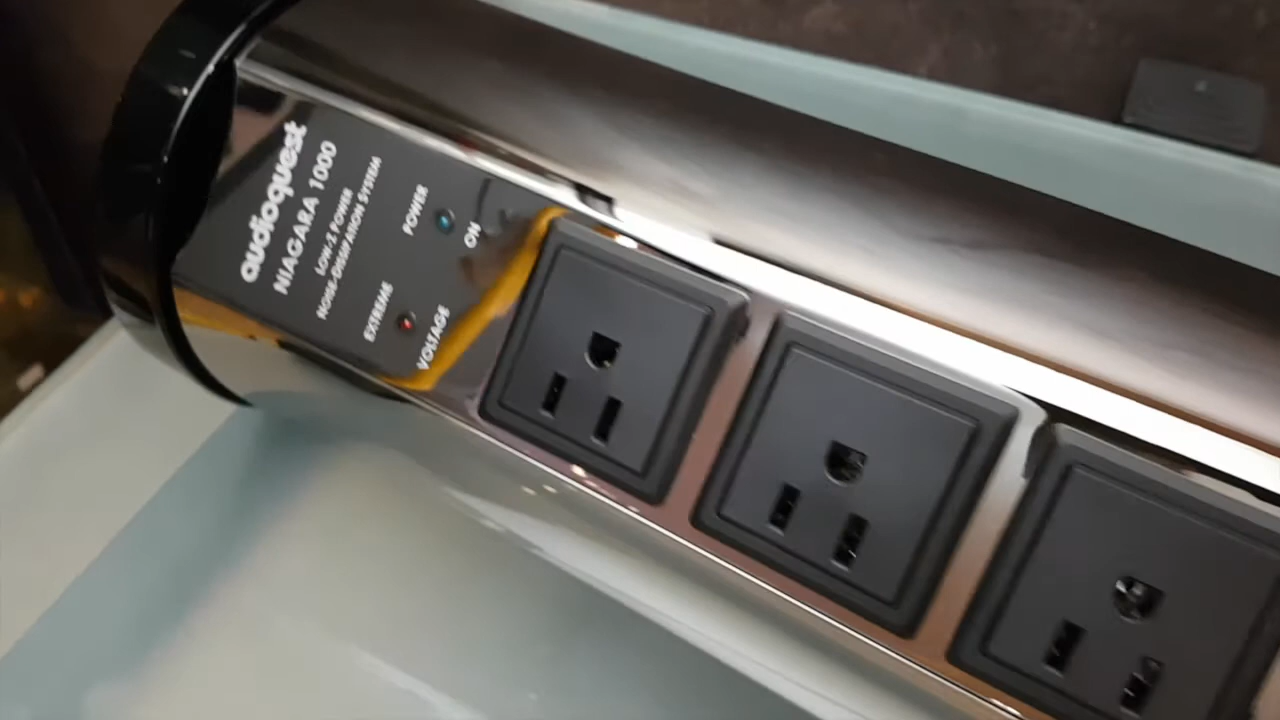 audioquest
NIAGARA 1000
LOW-Z POWER
NOISE-DISSIPATION SYSTEM
POWER
ON
EXTREME
VOLTAGE